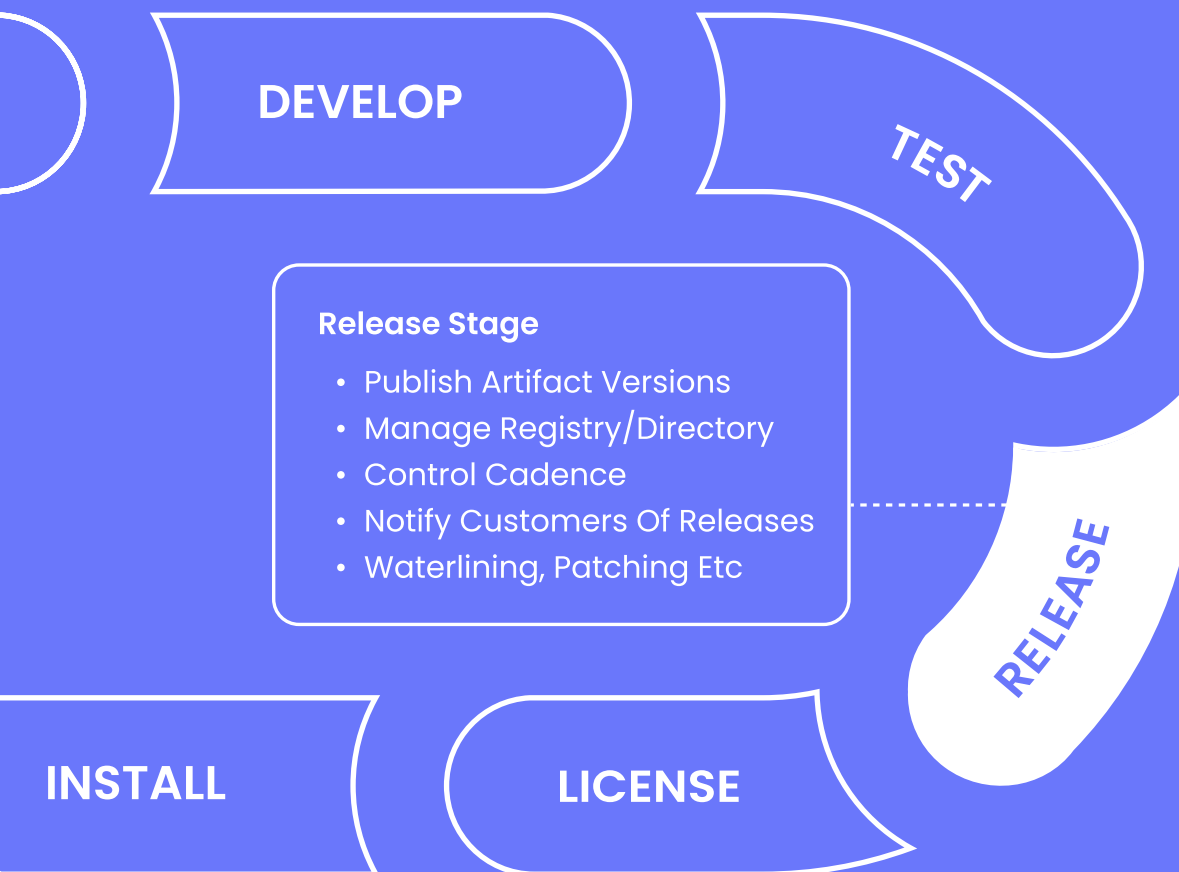 DEVELOP
TEST
Release Stage
• Publish Artifact Versions
• Manage Registry/Directory
• Control Cadence
• Notify Customers Of Releases
• Waterlining, Patching Etc
RELEASE
LICENSE
INSTALL